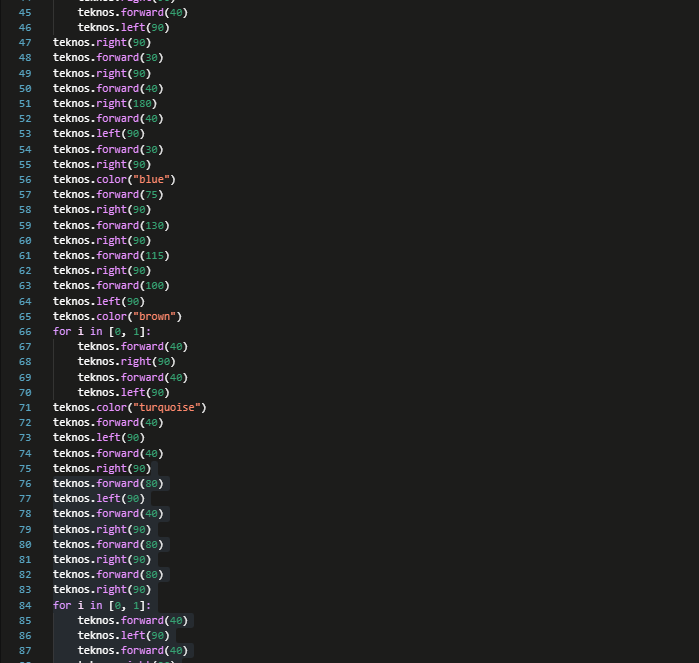 45 teknos.forward(40)
46 teknos.left(90)
47 teknos.right(90)
48 teknos.forward(30)
49 teknos.right(90)
50 teknos.forward(40)
51 teknos.right(180)
52 teknos.forward(40)
53 teknos.left(90)
54 teknos.forward(30)
55 teknos.right(90)
56 teknos.color("blue")
57 teknos.forward(75)
58 teknos.right(90)
59 teknos.forward(130)
60 teknos.right(90)
61 teknos.forward(115)
62 teknos.right(90)
63 teknos.forward(100)
64 teknos.left(90)
65 teknos.color("brown")
66 for i in [0, 1]:
67 teknos.forward(40)
68 teknos.right(90)
69 teknos.forward(40)
70 teknos.left(90)
71 teknos.color("turquoise")
72 teknos.forward(40)
73 teknos.left(90)
74 teknos.forward(40)
75 teknos.right(90)
76 teknos.forward(80)
77 teknos.left(90)
78 teknos.forward(40)
79 teknos.right(90)
80 teknos.forward(80)
81 teknos.right(90)
82 teknos.forward(80)
83 teknos.right(90)
84 for i in [0, 1]:
85 teknos.forward(40)
86 teknos.left(90)
87 teknos.forward(40)